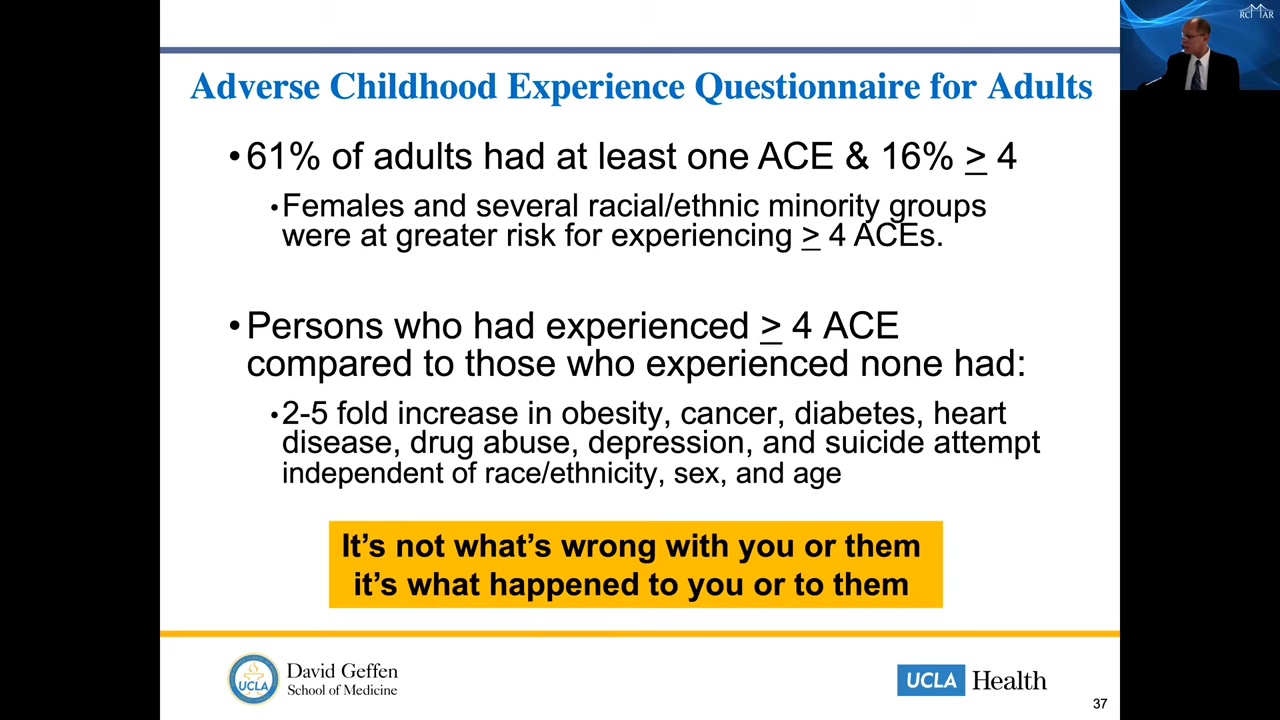 RCMAR
Adverse Childhood Experience Questionnaire for Adults
•61% of adults had at least one ACE & 16% ≥ 4
•Females and several racial/ethnic minority groups
were at greater risk for experiencing ≥ 4 ACEs.
•Persons who had experienced ≥ 4 ACE
compared to those who experienced none had:
•2-5 fold increase in obesity, cancer, diabetes, heart
disease, drug abuse, depression, and suicide attempt
independent of race/ethnicity, sex, and age
It's not what's wrong with you or them
it's what happened to you or to them
UCLA
David Geffen
School of Medicine
UCLA Health
37